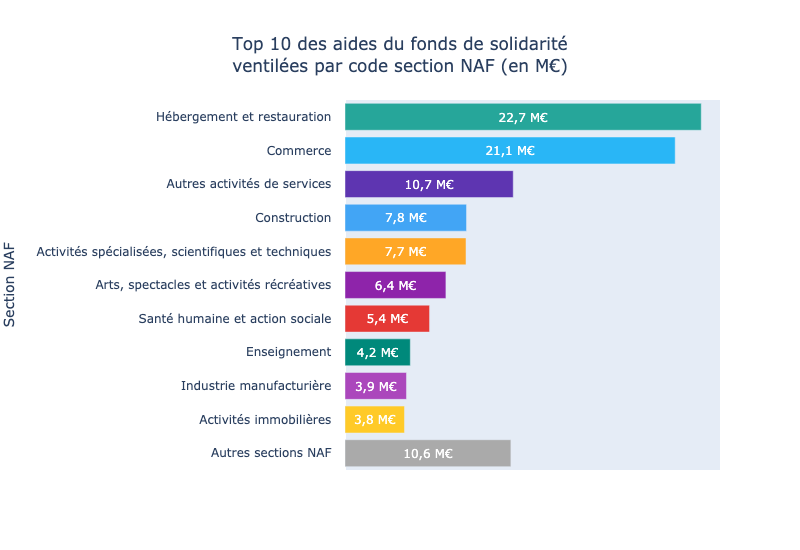 Top 10 des aides du fonds de solidarité
ventilées par code section NAF (en M€)
Section NAF
Hébergement et restauration 22,7 M€
Commerce 21,1 M€
Autres activités de services 10,7 M€
Construction 7,8 M€
Activités spécialisées, scientifiques et techniques 7,7 M€
Arts, spectacles et activités récréatives 6,4 M€
Santé humaine et action sociale 5,4 M€
Enseignement 4,2 M€
Industrie manufacturière 3,9 M€
Activités immobilières 3,8 M€
Autres sections NAF 10,6 M€